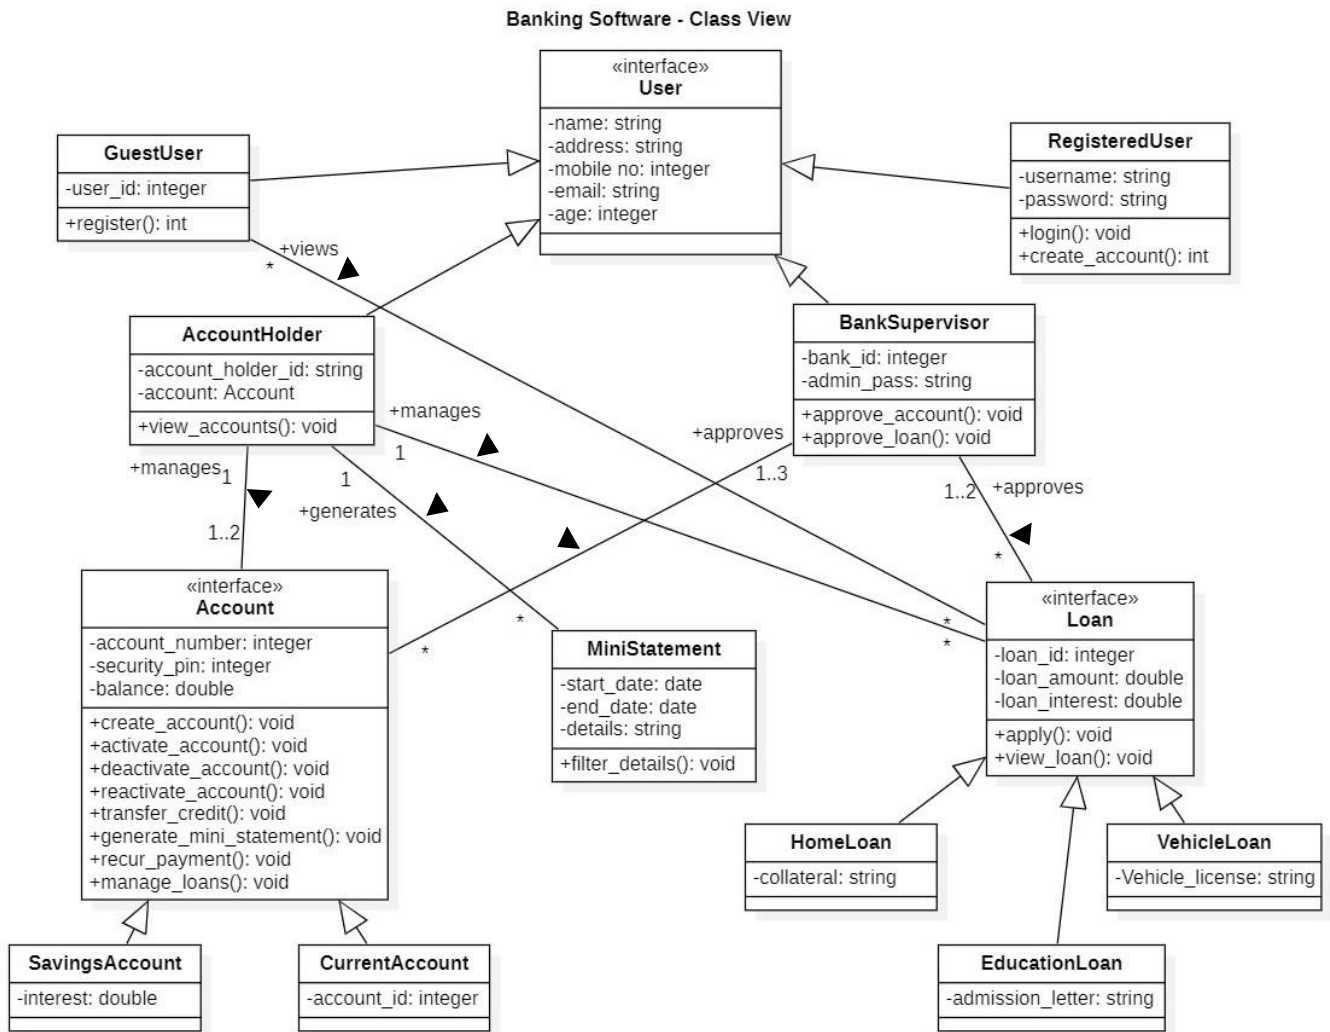 Banking Software - Class View
«interface»
User
-name: string
-address: string
-mobile no: integer
-email: string
-age: integer
GuestUser
-user_id: integer
+register(): int
RegisteredUser
-username: string
-password: string
+login(): void
+create_account(): int
+views
*
AccountHolder
-account_holder_id: string
-account: Account
+view_accounts(): void
BankSupervisor
-bank_id: integer
-admin_pass: string
+approve_account(): void
+approve_loan(): void
+manages
1
+approves
1..3
+manages
1
1..2
1
+generates
*
1..2
+approves
*
«interface»
Account
-account_number: integer
-security_pin: integer
-balance: double
+create_account(): void
+activate_account(): void
+deactivate_account(): void
+reactivate_account(): void
+transfer_credit(): void
+generate_mini_statement(): void
+recur_payment(): void
+manage_loans(): void
*
MiniStatement
-start_date: date
-end_date: date
-details: string
+filter_details(): void
*
*
«interface»
Loan
-loan_id: integer
-loan_amount: double
-loan_interest: double
+apply(): void
+view_loan(): void
HomeLoan
-collateral: string
VehicleLoan
-Vehicle_license: string
SavingsAccount
-interest: double
CurrentAccount
-account_id: integer
EducationLoan
-admission_letter: string